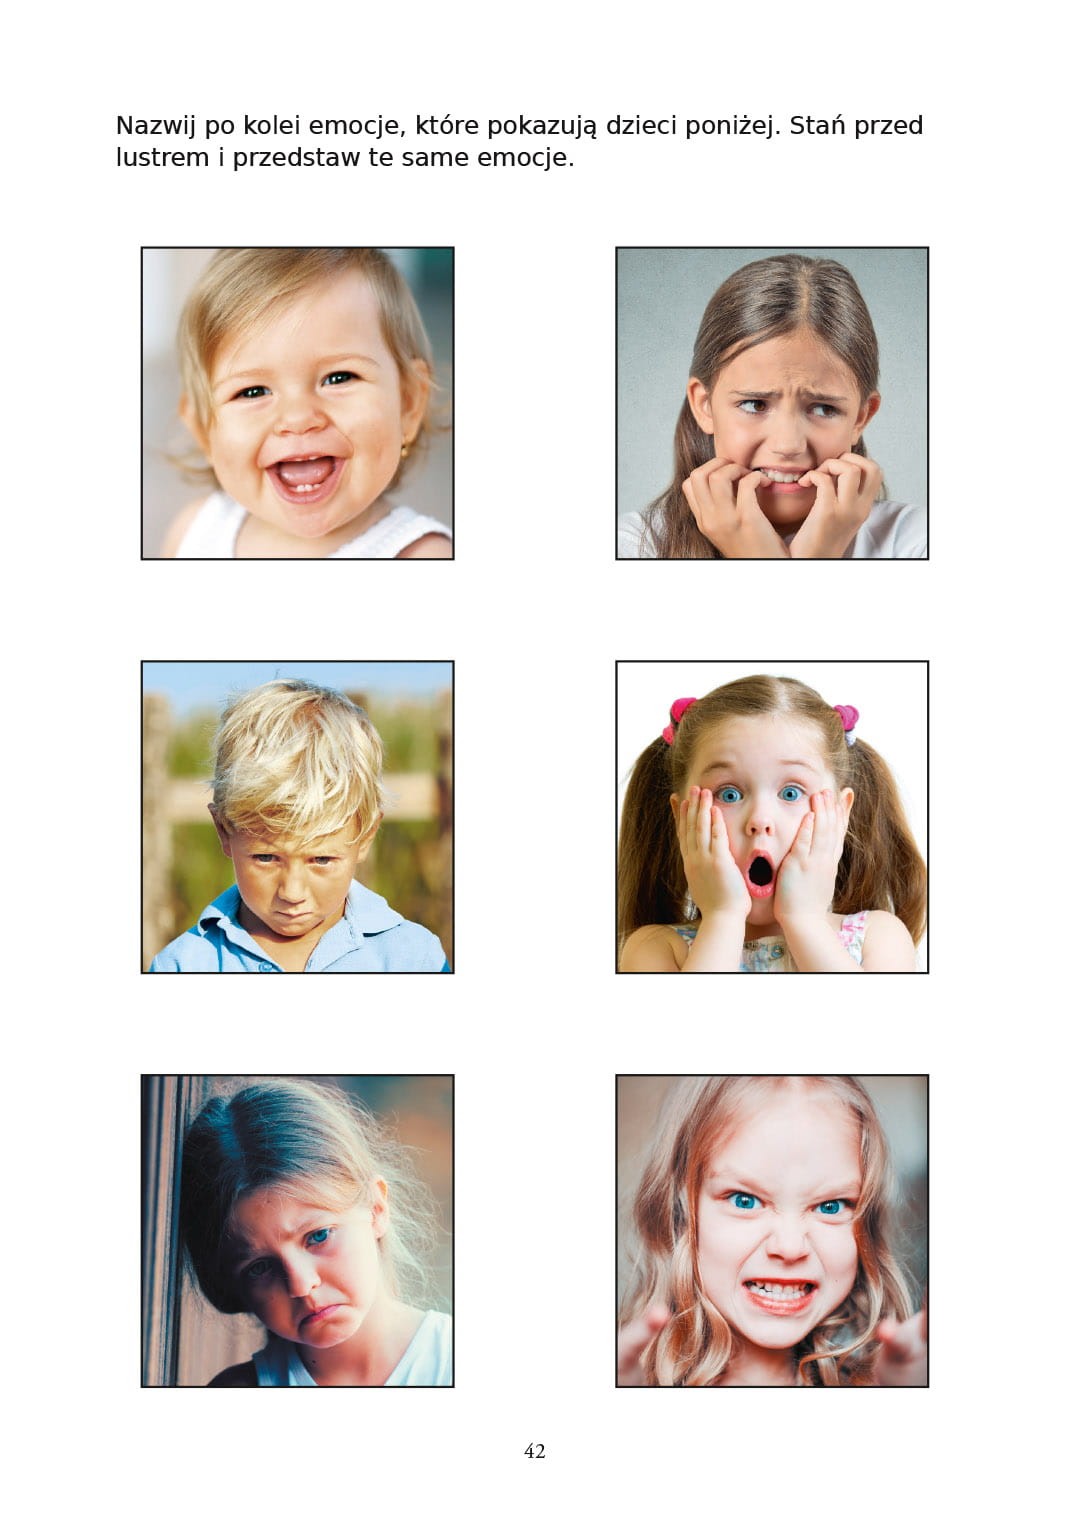 Nazwij po kolei emocje, które pokazują dzieci poniżej. Stań przed
lustrem i przedstaw te same emocje.
42